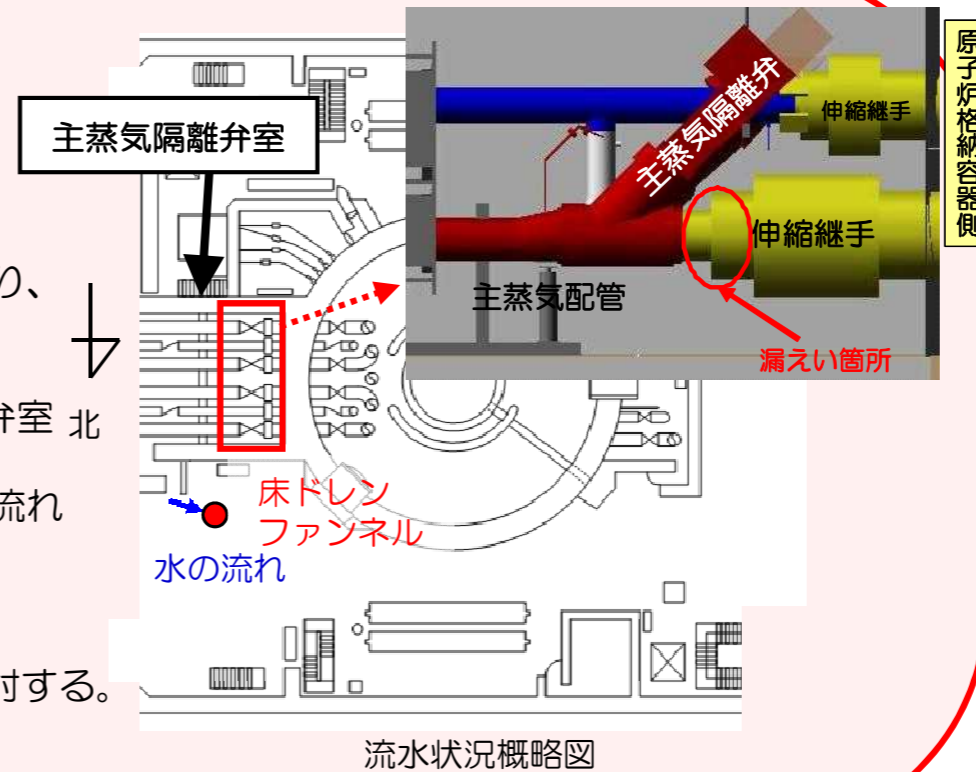 主蒸気隔離弁室
主蒸気隔離弁
伸縮継手
伸縮継手
原子炉格納容器側
主蒸気配管
漏えい箇所
り、
弁室
北
流れ
床ドレン
ファンネル
水の流れ
討する。
流水状況概略図